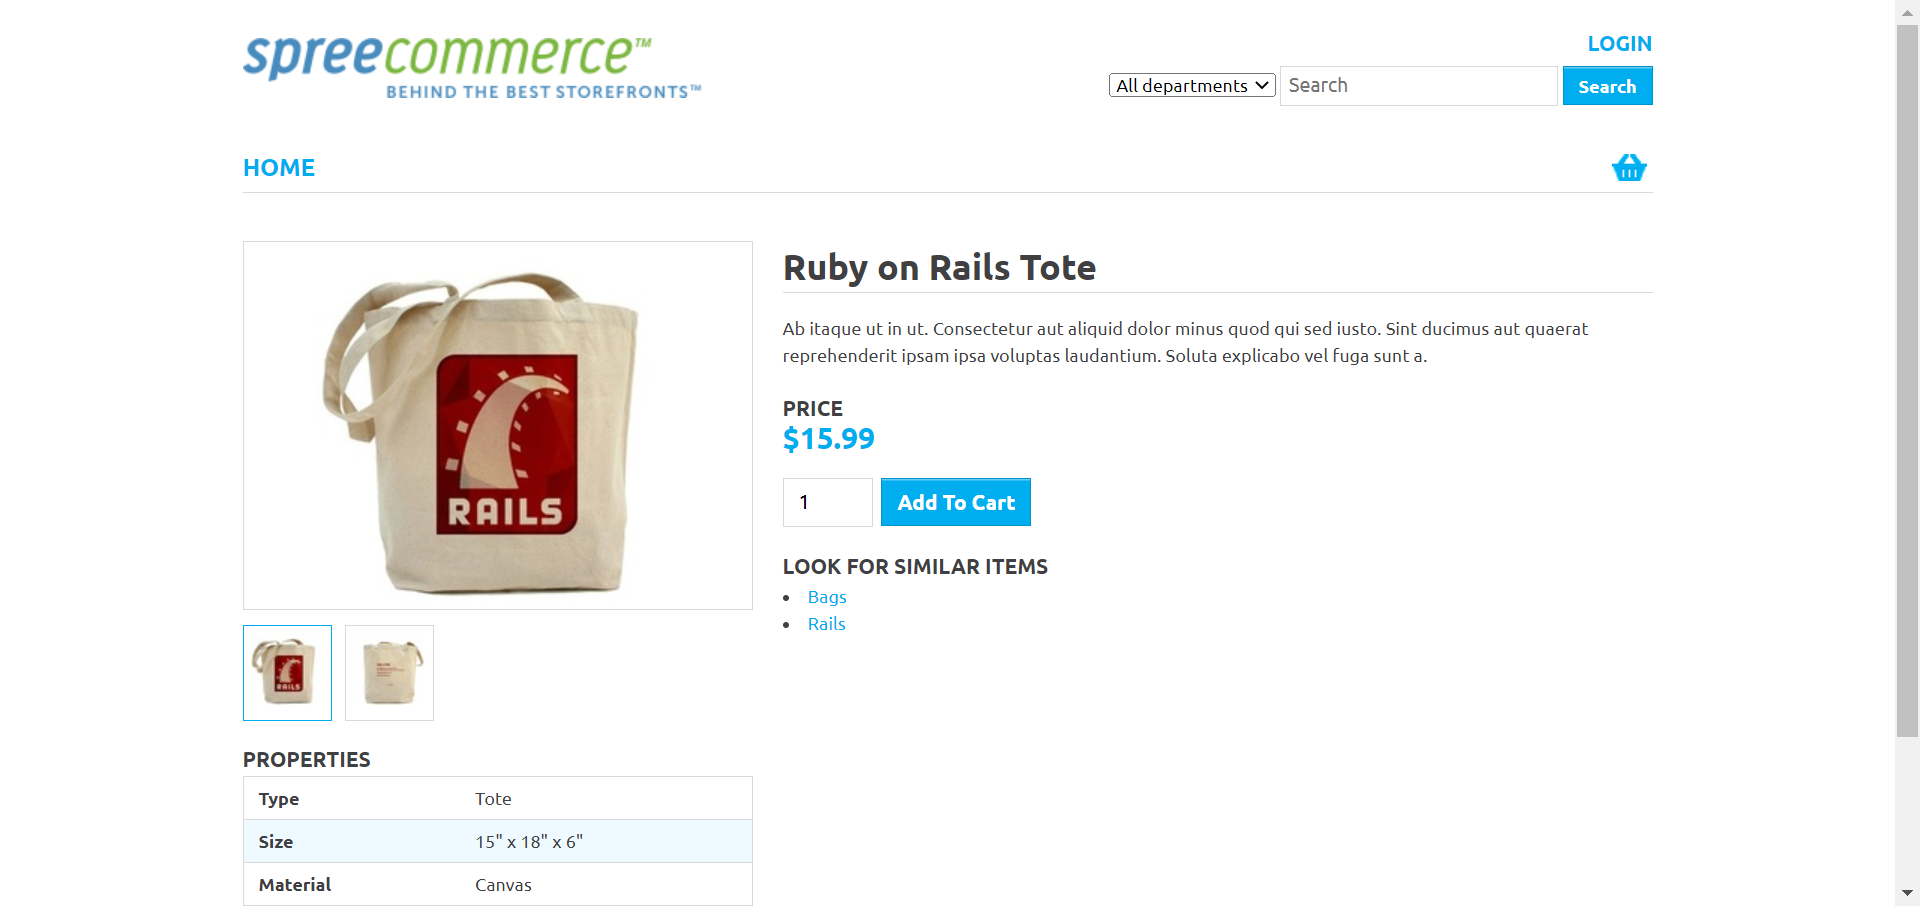 spreecommerce™
BEHIND THE BEST STOREFRONTS™
LOGIN
All departments
Search
Search
HOME
RAILS
RAILS
Ruby on Rails Tote
Ab itaque ut in ut. Consectetur aut aliquid dolor minus quod qui sed iusto. Sint ducimus aut quaerat
reprehenderit ipsam ipsa voluptas laudantium. Soluta explicabo vel fuga sunt a.
PRICE
$15.99
1
Add To Cart
LOOK FOR SIMILAR ITEMS
Bags
Rails
PROPERTIES
Type Tote
Size 15" x 18" x 6"
Material Canvas